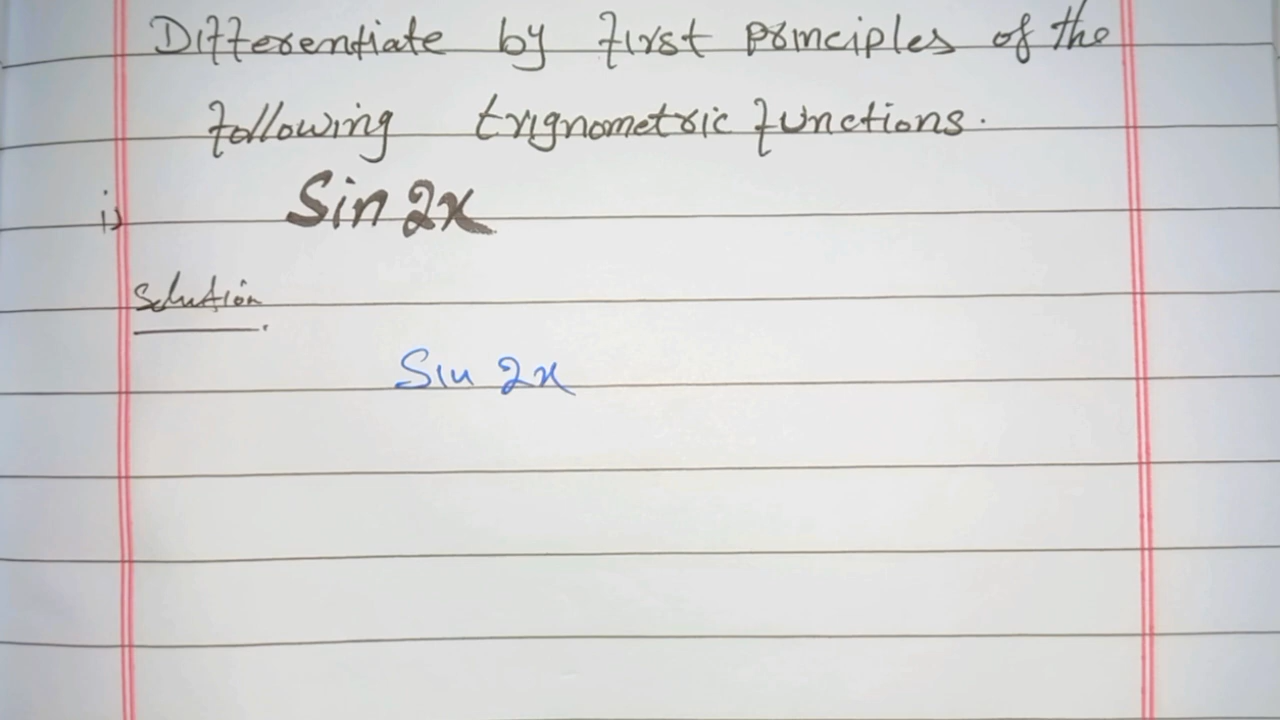 Differentiate by first principles of the
following trignometric functions.
i) Sin 2x
Solution
Sin 2x